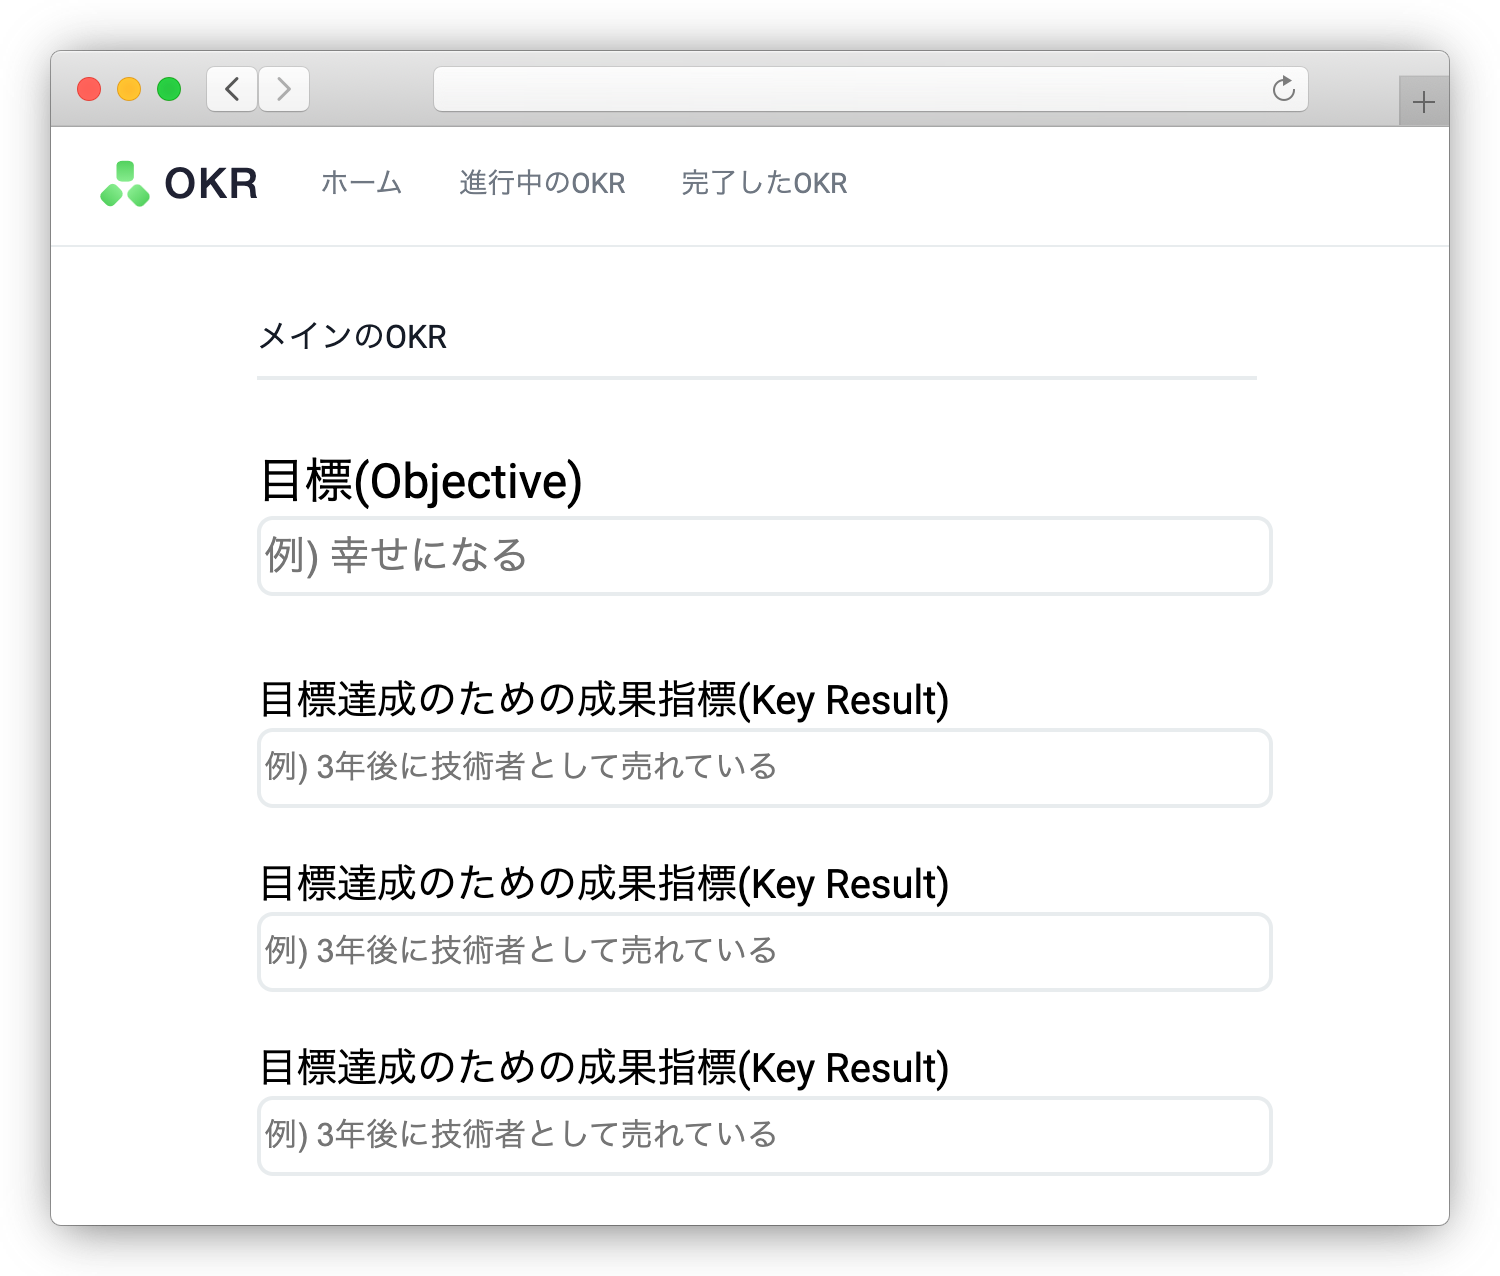 OKR ホーム 進行中のOKR 完了したOKR
メインのOKR
目標(Objective)
例) 幸せになる
目標達成のための成果指標(Key Result)
例) 3年後に技術者として売れている
目標達成のための成果指標(Key Result)
例) 3年後に技術者として売れている
目標達成のための成果指標(Key Result)
例) 3年後に技術者として売れている